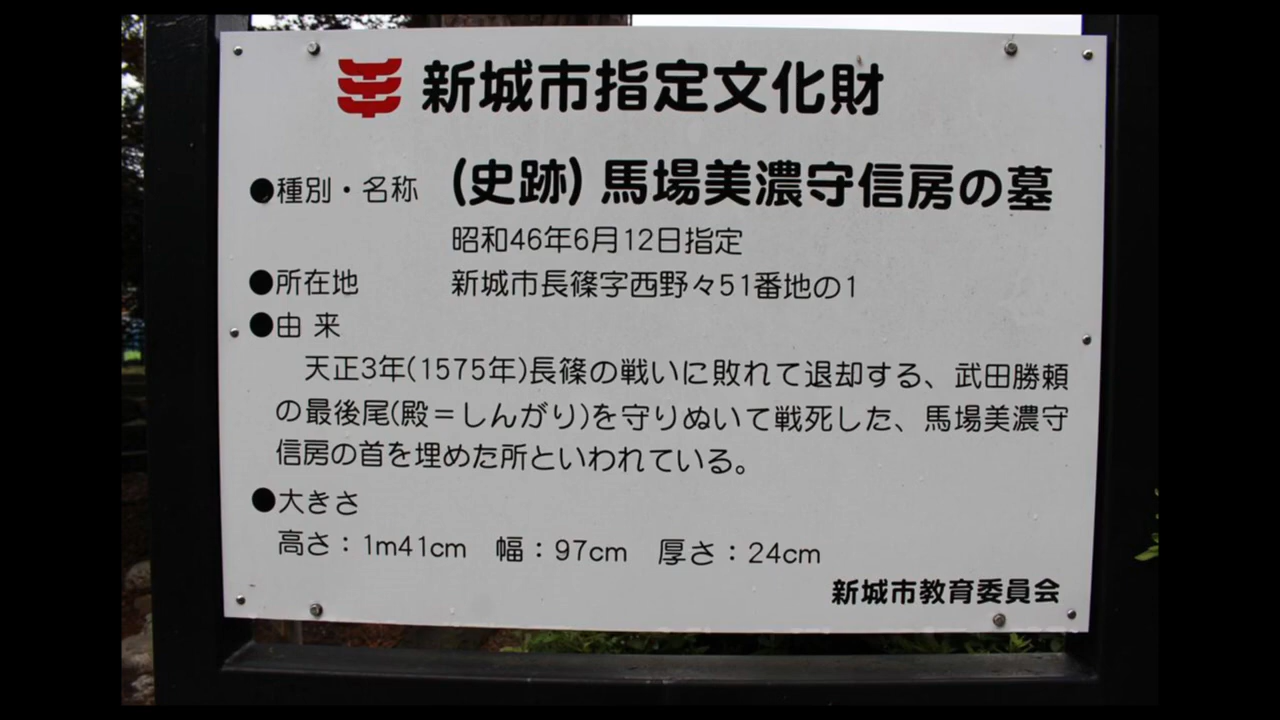 新城市指定文化財
●種別・名称 (史跡) 馬場美濃守信房の墓
昭和46年6月12日指定
●所在地 新城市長篠字西野々51番地の1
●由 来
天正3年(1575年)長篠の戦いに敗れて退却する、武田勝頼
の最後尾(殿＝しんがり)を守りぬいて戦死した、馬場美濃守
信房の首を埋めた所といわれている。
●大きさ
高さ：1m41cm 幅：97cm 厚さ：24cm
新城市教育委員会